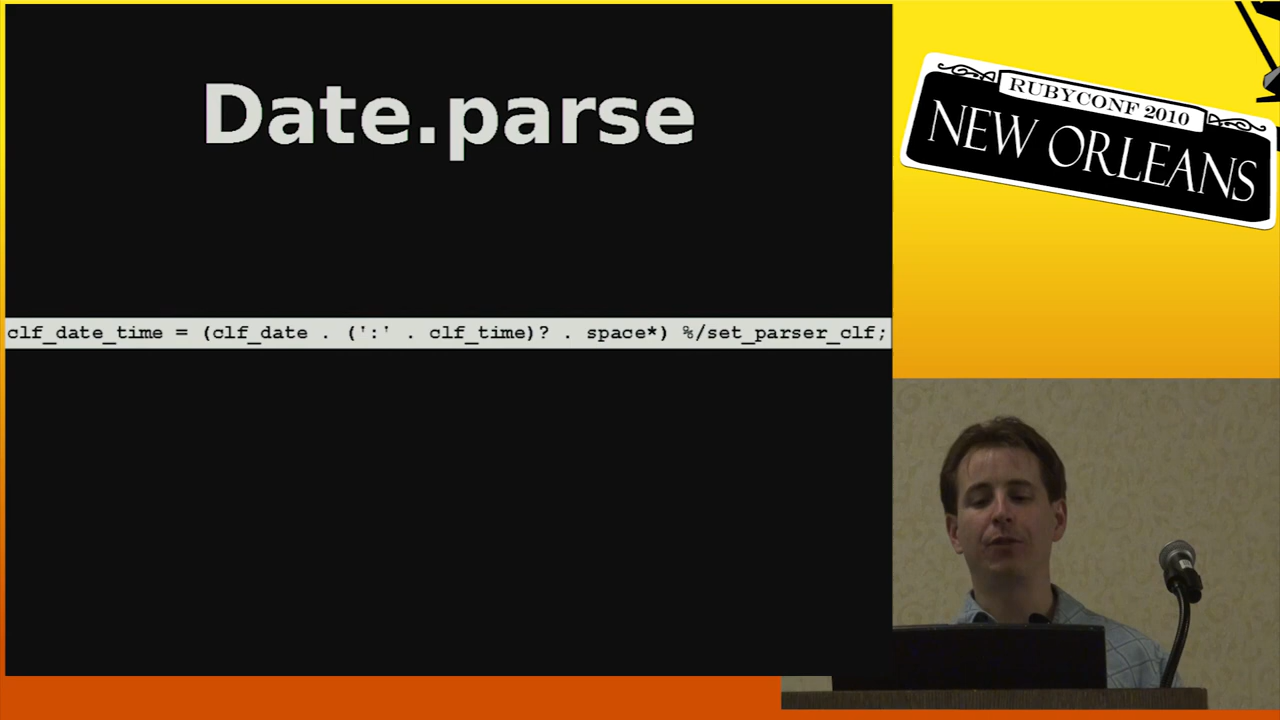 Date.parse
clf_date_time = (clf_date . (':' . clf_time)? . space*) %/set_parser_clf;
RUBYCONF 2010
NEW ORLEANS